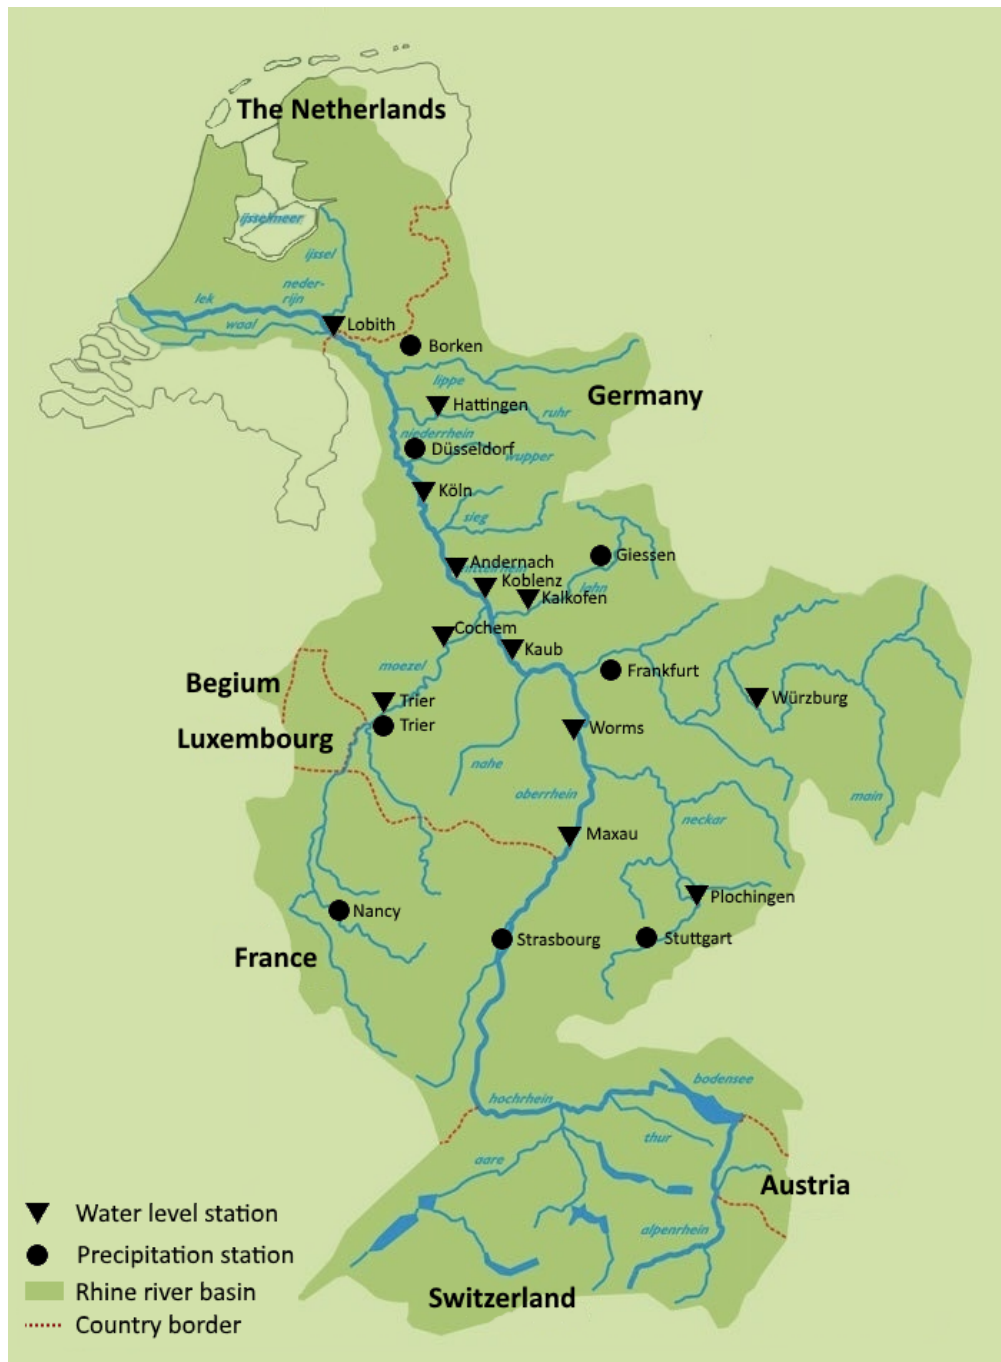 The Netherlands
ijsselmeer
ijssel
neder-
rijn
lek
waal
Lobith
Borken
lippe
Germany
Hattingen
ruhr
niederrhein
Düsseldorf
wupper
Köln
sieg
Giessen
Andernach
Koblenz
lahn
Kalkofen
Cochem
Kaub
moezel
Frankfurt
Begium
Würzburg
Trier
Trier
Worms
Luxembourg
nahe
oberrhein
main
neckar
Maxau
Plochingen
Nancy
Strasbourg
Stuttgart
France
bodensee
hochrhein
thur
aare
Austria
alpenrhein
Switzerland
Water level station
Precipitation station
Rhine river basin
Country border